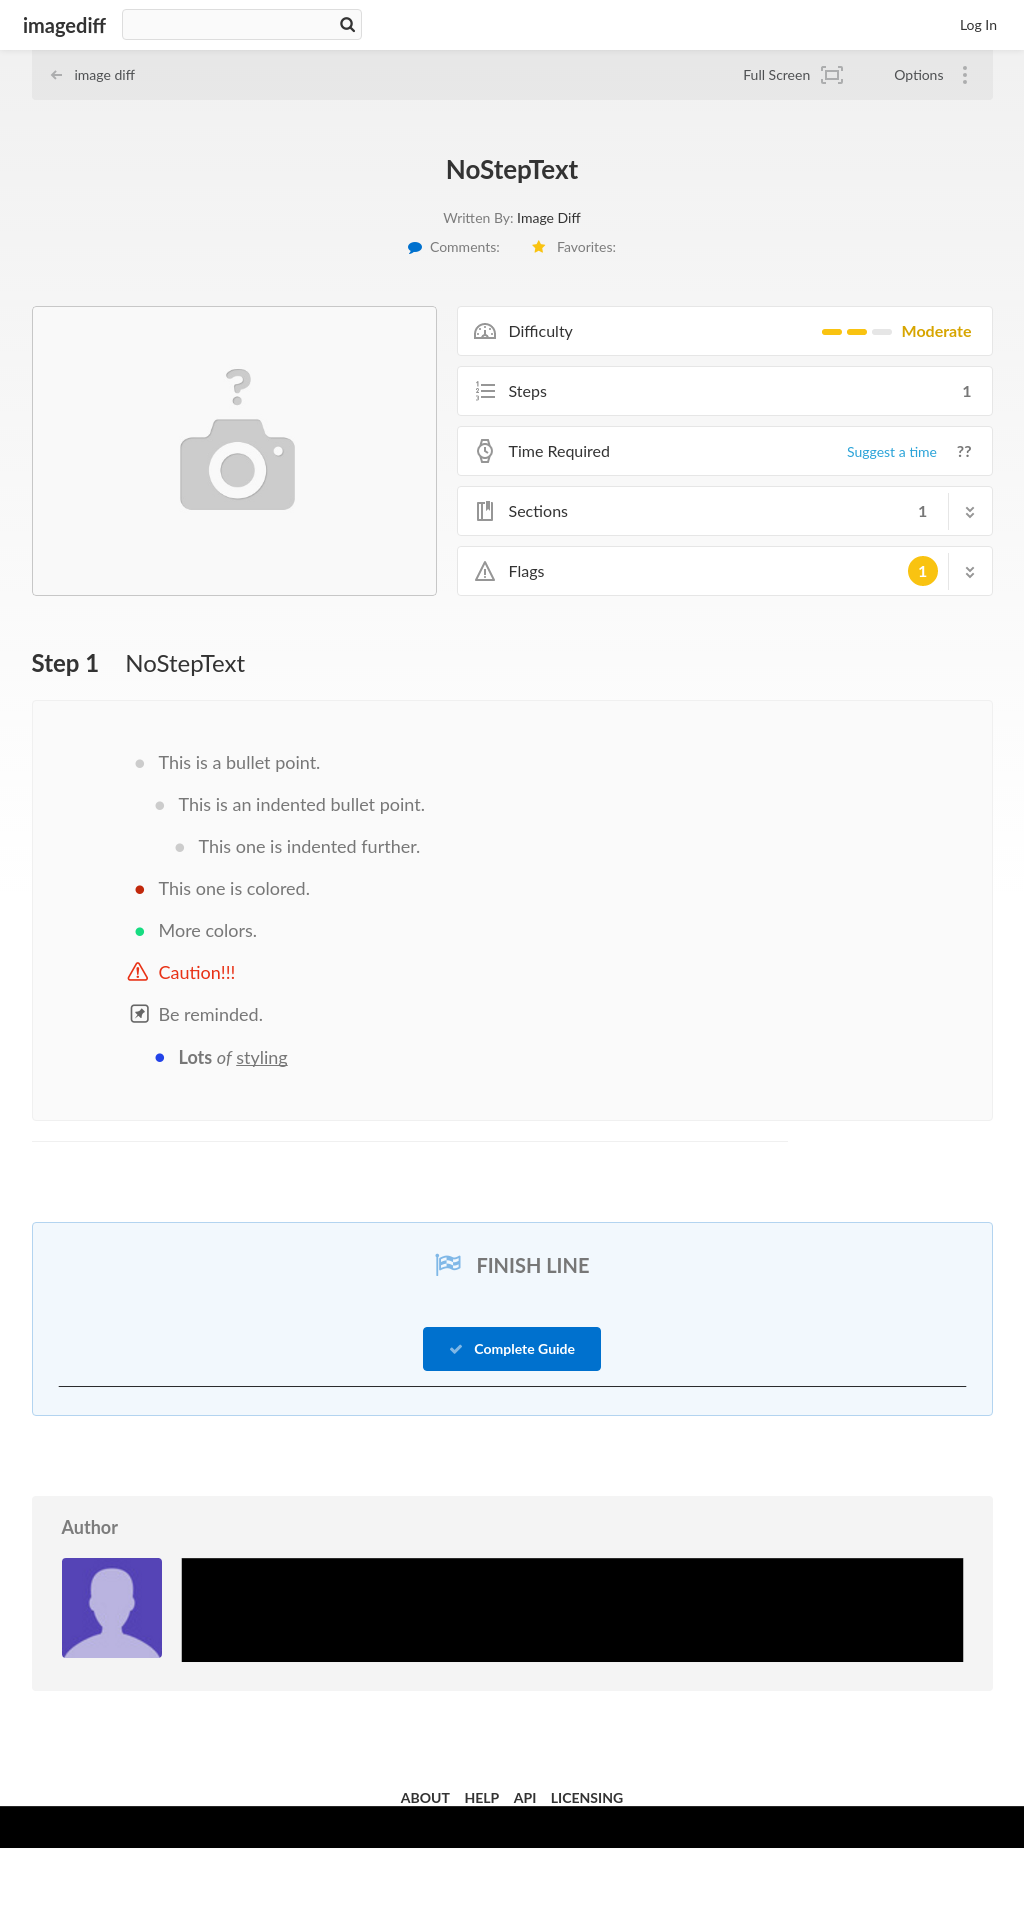 imagediff
Log In
image diff
Full Screen
Options
NoStepText
Written By: Image Diff
Comments:
Favorites:
Difficulty
Moderate
Steps
1
Time Required
Suggest a time
??
Sections
1
Flags
1
Step 1 NoStepText
This is a bullet point.
This is an indented bullet point.
This one is indented further.
This one is colored.
More colors.
Caution!!!
Be reminded.
Lots of styling
FINISH LINE
Complete Guide
Author
ABOUT HELP API LICENSING